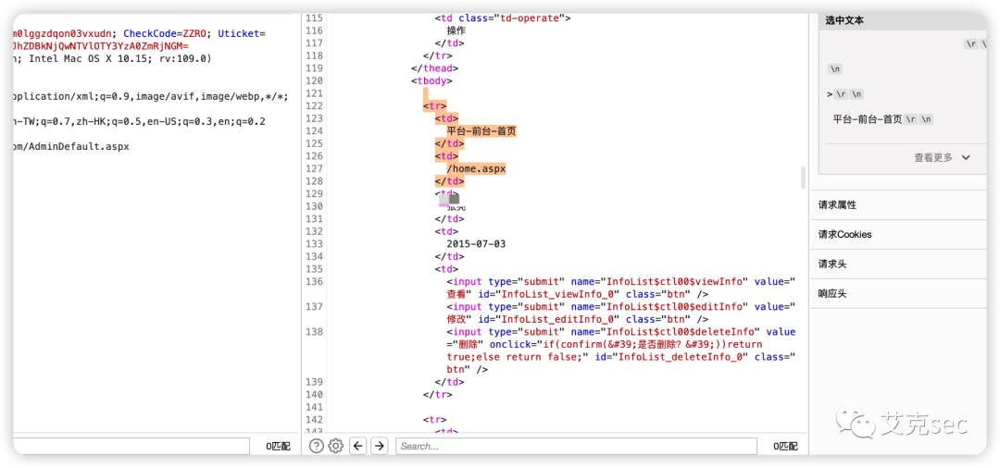 m0lggzdqon03vxudn; CheckCode=ZZRO; Uticket=
JhZDBkNjQwNTVlOTY3YzA0ZmRjNGM=
n; Intel Mac OS X 10.15; rv:109.0)
pplication/xml;q=0.9,image/avif,image/webp,*/*;
n-TW;q=0.7,zh-HK;q=0.5,en-US;q=0.3,en;q=0.2
om/AdminDefault.aspx
0匹配
115 <td class="td-operate">
116 操作
117 </td>
118 </tr>
119 </thead>
120 <tbody>
121
122 <tr>
123 <td>
124 平台-前台-首页
125 </td>
126 <td>
127 /home.aspx
128 </td>
129 <td>
130
131 </td>
132 <td>
133 2015-07-03
134 </td>
135 <td>
136 <input type="submit" name="InfoList$ctl00$viewInfo" value="
查看" id="InfoList_viewInfo_0" class="btn" />
137 <input type="submit" name="InfoList$ctl00$editInfo" value="
修改" id="InfoList_editInfo_0" class="btn" />
138 <input type="submit" name="InfoList$ctl00$deleteInfo" value
="删除" onclick="if(confirm(&#39;是否删除? &#39;))return
true;else return false;" id="InfoList_deleteInfo_0" class="
btn" />
139 </td>
140 </tr>
141
142 <tr>
143 <td>
Search...
0匹配
选中文本
\r \
\n
> \r \n
平台-前台-首页 \r \n
查看更多
请求属性
请求Cookies
请求头
响应头
艾克sec